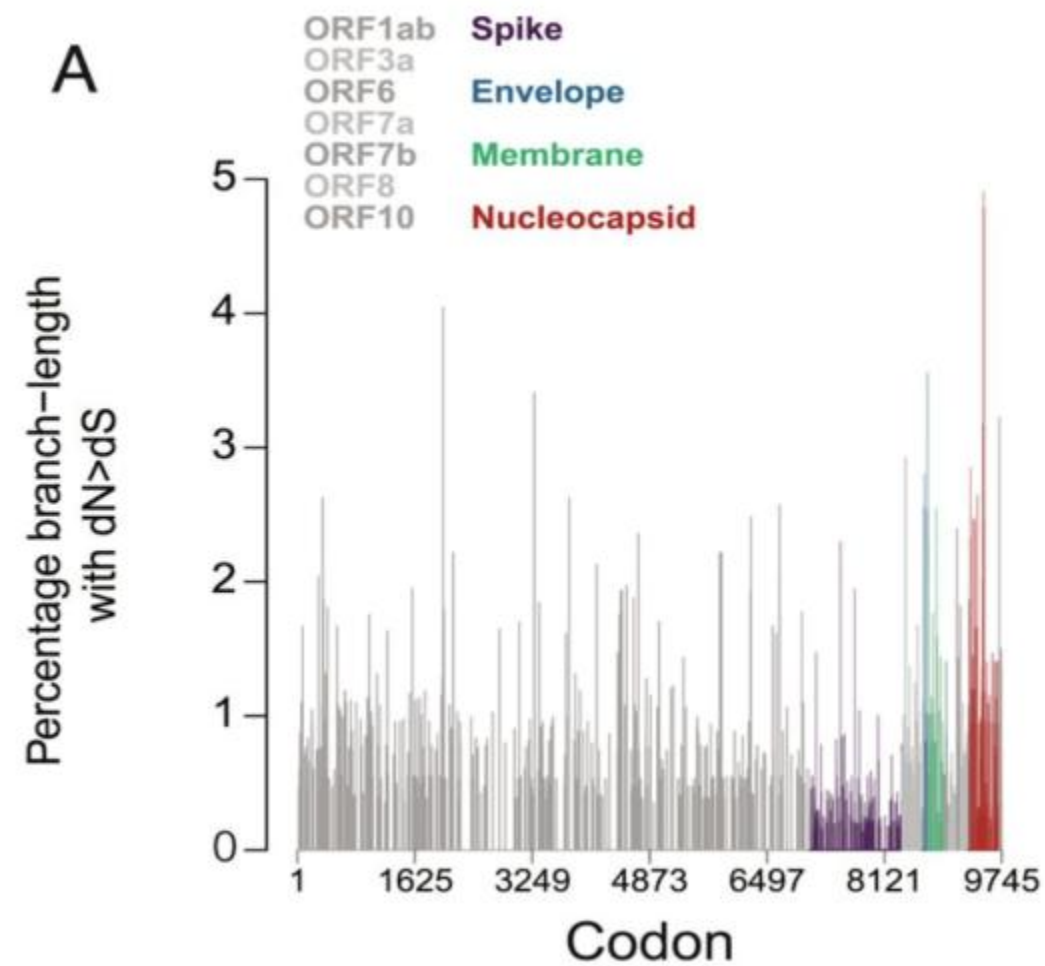 A
ORF1ab Spike
ORF3a
ORF6 Envelope
ORF7a
ORF7b Membrane
ORF8
ORF10 Nucleocapsid
5
4
3
2
1
0
Percentage branch-length
with dN>dS
1 1625 3249 4873 6497 8121 9745
Codon